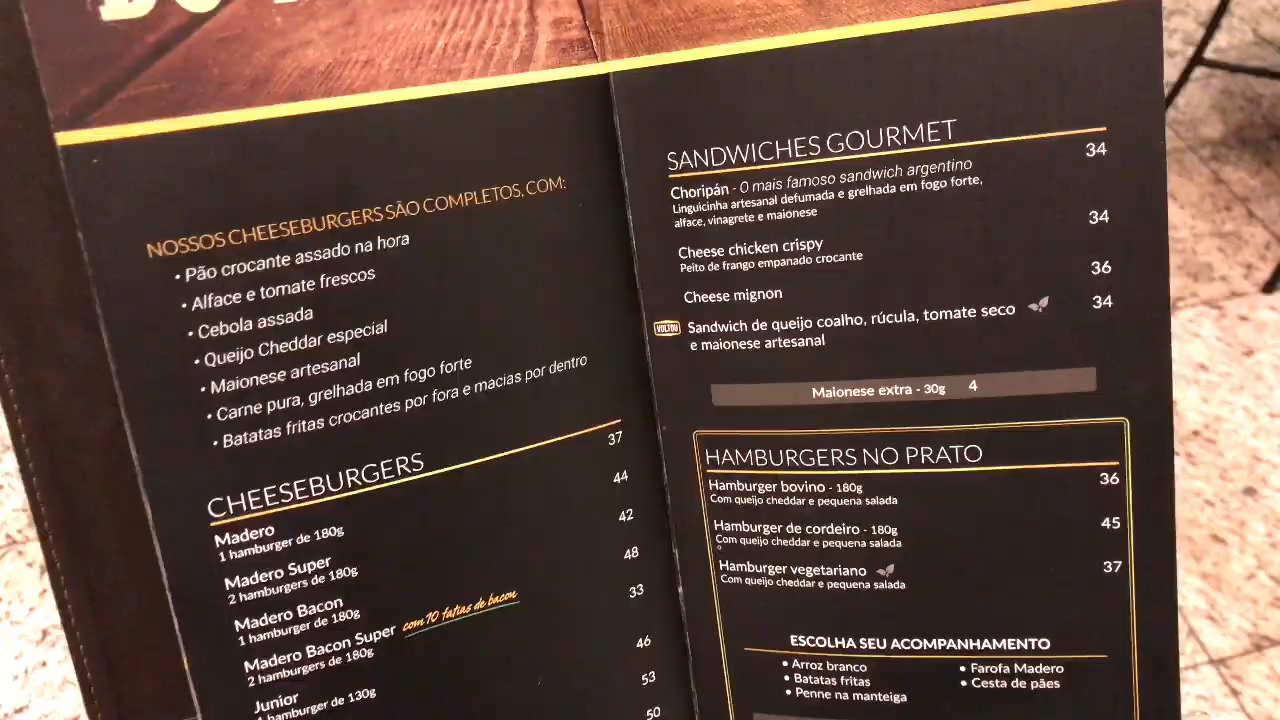 NOSSOS CHEESEBURGERS SÃO COMPLETOS, COM:
• Pão crocante assado na hora
• Alface e tomate frescos
• Cebola assada
• Queijo Cheddar especial
• Maionese artesanal
• Carne pura, grelhada em fogo forte
• Batatas fritas crocantes por fora e macias por dentro
CHEESEBURGERS
Madero 37
1 hamburger de 180g
Madero Super 44
2 hamburgers de 180g
Madero Bacon 42
1 hamburger de 180g
Madero Bacon Super com 10 fatias de bacon 48
2 hamburgers de 180g
Junior 33
1 hamburger de 130g
46
53
50
SANDWICHES GOURMET
Choripán - O mais famoso sandwich argentino 34
Linguicinha artesanal defumada e grelhada em fogo forte,
alface, vinagrete e maionese
Cheese chicken crispy 34
Peito de frango empanado crocante
Cheese mignon 36
VOLTOU Sandwich de queijo coalho, rúcula, tomate seco 34
e maionese artesanal
Maionese extra - 30g 4
HAMBURGERS NO PRATO
Hamburger bovino - 180g 36
Com queijo cheddar e pequena salada
Hamburger de cordeiro - 180g 45
Com queijo cheddar e pequena salada
Hamburger vegetariano 37
Com queijo cheddar e pequena salada
ESCOLHA SEU ACOMPANHAMENTO
• Arroz branco
• Batatas fritas
• Penne na manteiga
• Farofa Madero
• Cesta de pães